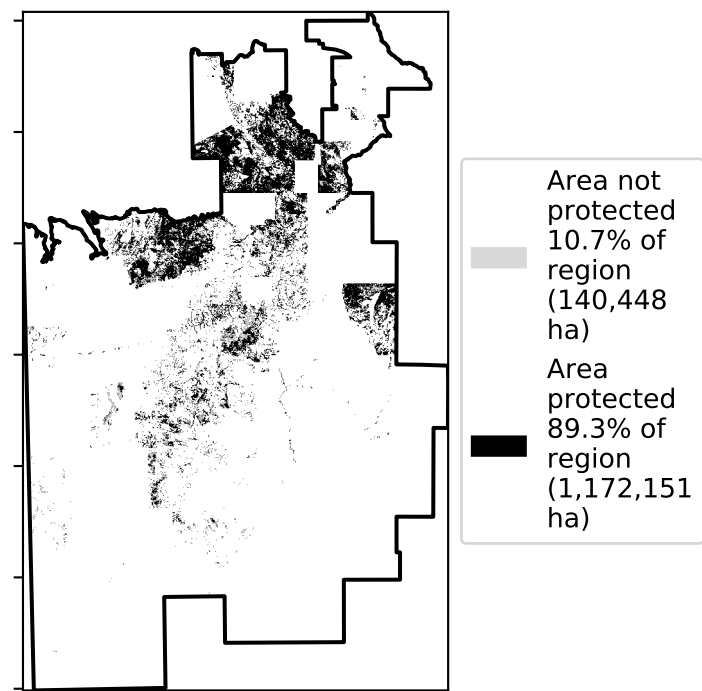 Area not
protected
10.7% of
region
(140,448
ha)
Area
protected
89.3% of
region
(1,172,151
ha)